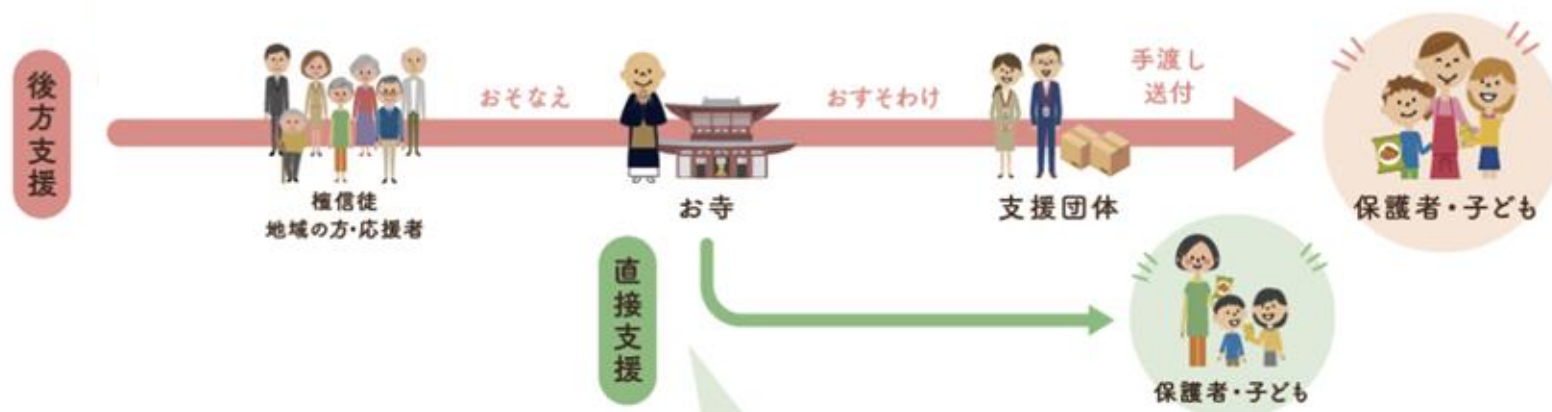 後方支援
檀信徒
地域の方・応援者
おそなえ
お寺
おすそわけ
支援団体
手渡し
送付
保護者・子ども
直接支援
保護者・子ども